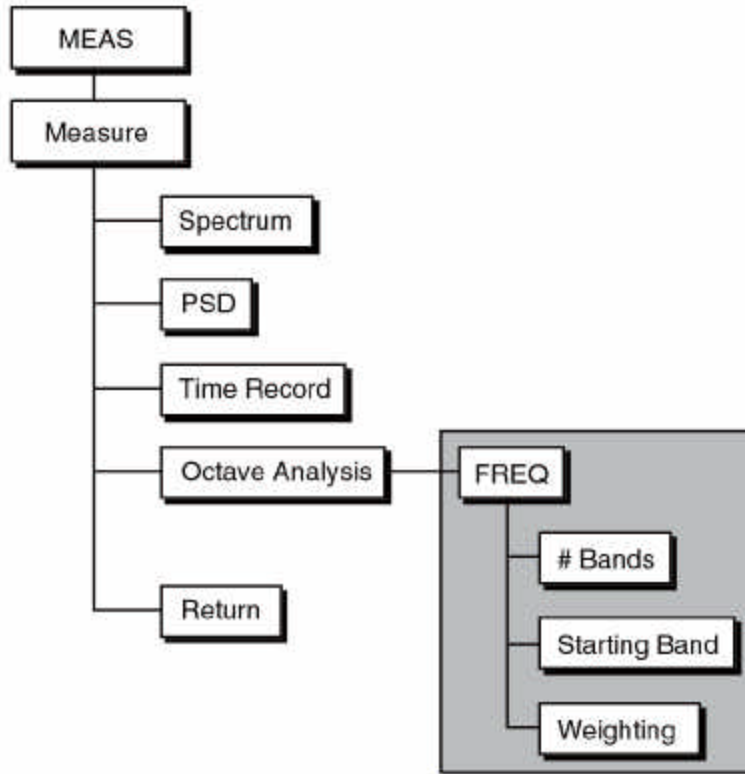 MEAS
Measure
Spectrum
PSD
Time Record
Octave Analysis
FREQ
# Bands
Starting Band
Weighting
Return